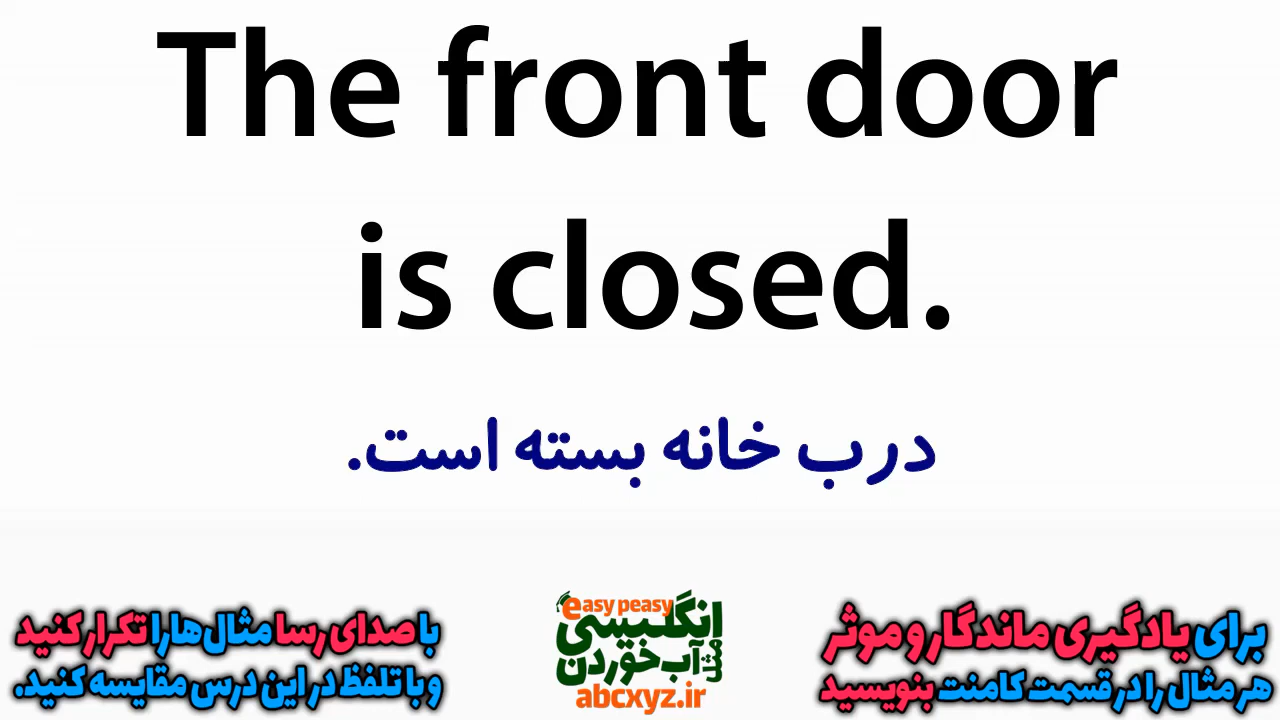 The front door
is closed.
درب خانه بسته است.
برای یادگیری ماندگار و موثر
هر مثال را در قسمت کامنت بنویسید
easy peasy
انگلیسی
مثل آب خوردن
abcxyz.ir
با صدای رسا مثال‌ها را تکرار کنید
و با تلفظ در این درس مقایسه کنید.